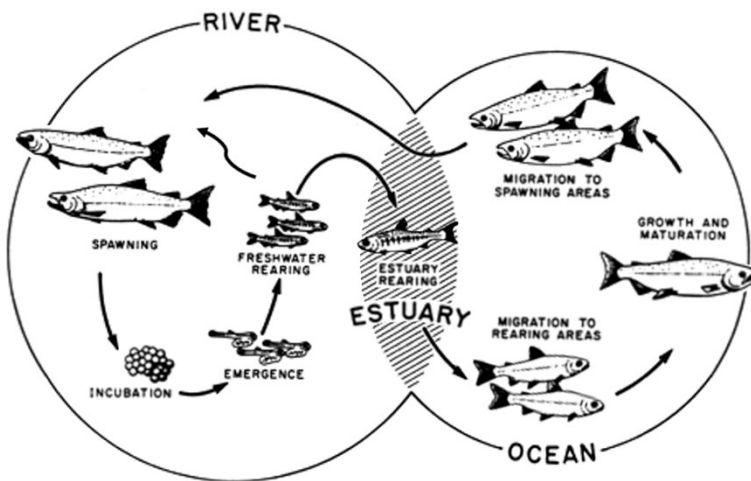 RIVER
SPAWNING
INCUBATION
EMERGENCE
FRESHWATER
REARING
ESTUARY
REARING
ESTUARY
MIGRATION TO
SPAWNING AREAS
GROWTH AND
MATURATION
MIGRATION TO
REARING AREAS
OCEAN